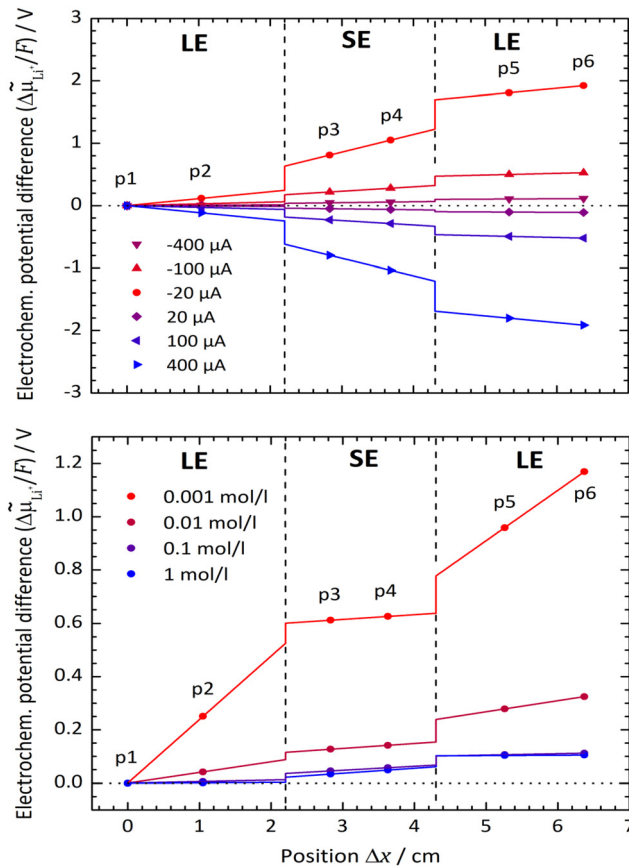 LE SE LE
3
2
1
0
-1
-2
-3
p1
p2
p3
p4
p5
p6
-400 µA
-100 µA
-20 µA
20 µA
100 µA
400 µA
Electrochem. potential difference (Δμ̃Li⁺/F) / V
LE SE LE
1.2
1.0
0.8
0.6
0.4
0.2
0.0
0.001 mol/l
0.01 mol/l
0.1 mol/l
1 mol/l
p1
p2
p3
p4
p5
p6
Electrochem. potential difference (Δμ̃Li⁺/F) / V
0 1 2 3 4 5 6 7
Position Δx / cm